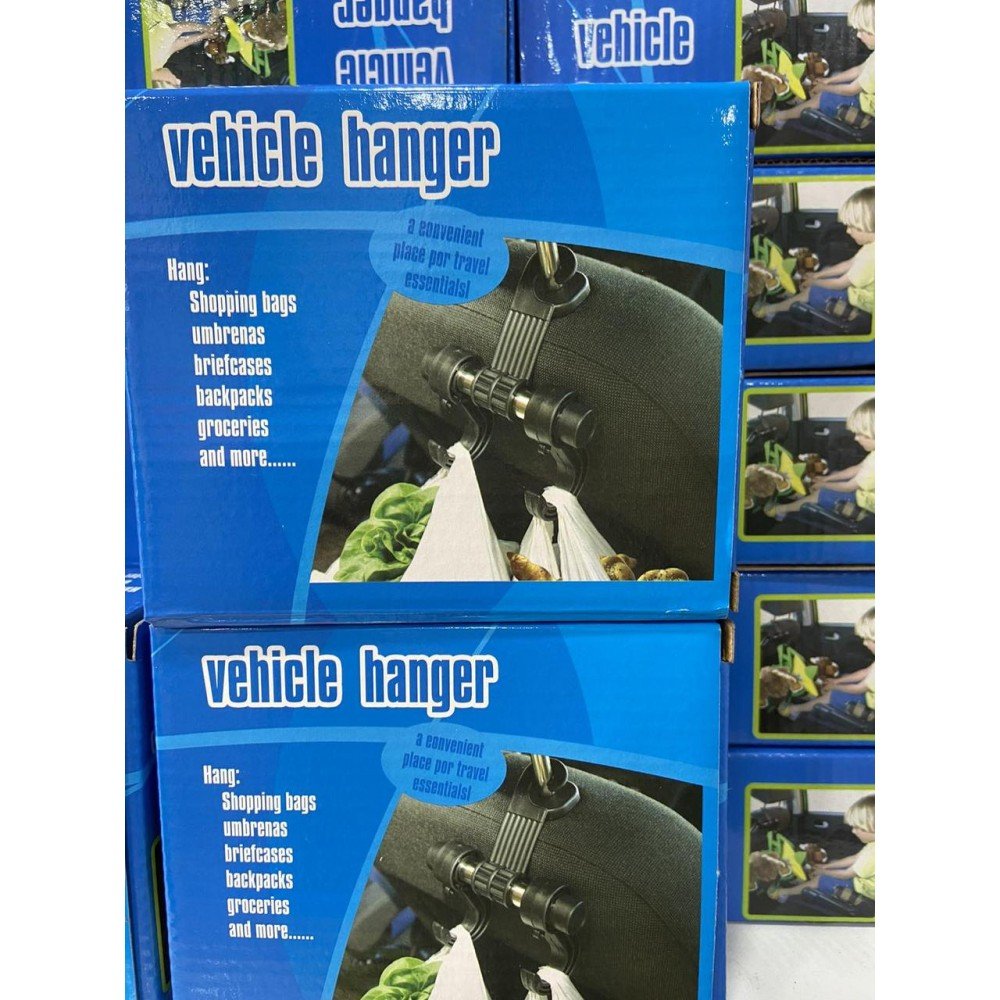 hanger
vehicle
vehicle
vehicle hanger
a convenient
place por travel
essentials!
Hang:
Shopping bags
umbrenas
briefcases
backpacks
groceries
and more......
vehicle hanger
a convenient
place por travel
essentials!
Hang:
Shopping bags
umbrenas
briefcases
backpacks
groceries
and more......